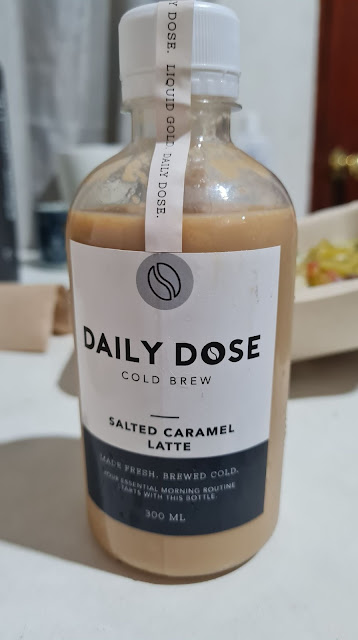 Y DOSE. LIQUID GOLD. DAILY DOSE.
DAILY DOSE
COLD BREW
SALTED CARAMEL
LATTE
MADE FRESH. BREWED COLD.
YOUR ESSENTIAL MORNING ROUTINE
STARTS WITH THIS BOTTLE.
300 ML